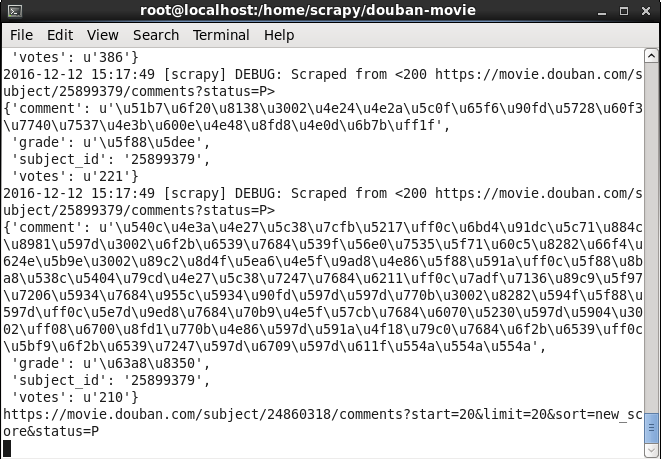 root@localhost:/home/scrapy/douban-movie
File Edit View Search Terminal Help
 'votes': u'386'}
2016-12-12 15:17:49 [scrapy] DEBUG: Scraped from <200 https://movie.douban.com/s
ubject/25899379/comments?status=P>
{'comment': u'\u51b7\u6f20\u8138\u3002\u4e24\u4e2a\u5c0f\u65f6\u90fd\u5728\u60f3
\u7740\u7537\u4e3b\u600e\u4e48\u8fd8\u4e0d\u6b7b\uff1f',
 'grade': u'\u5f88\u5dee',
 'subject_id': '25899379',
 'votes': u'221'}
2016-12-12 15:17:49 [scrapy] DEBUG: Scraped from <200 https://movie.douban.com/s
ubject/25899379/comments?status=P>
{'comment': u'\u540c\u4e3a\u4e27\u5c38\u7cfb\u5217\uff0c\u6bd4\u91dc\u5c71\u884c
\u8981\u597d\u3002\u6f2b\u6539\u7684\u539f\u56e0\u7535\u5f71\u60c5\u8282\u66f4\u
624e\u5b9e\u3002\u89c2\u8d4f\u5ea6\u4e5f\u9ad8\u4e86\u5f88\u591a\uff0c\u5f88\u8b
a8\u538c\u5404\u79cd\u4e27\u5c38\u7247\u7684\u6211\uff0c\u7adf\u7136\u89c9\u5f97
\u7206\u5934\u7684\u955c\u5934\u90fd\u597d\u597d\u770b\u3002\u8282\u594f\u5f88\u
597d\uff0c\u5e7d\u9ed8\u7684\u70b9\u4e5f\u57cb\u7684\u6070\u5230\u597d\u5904\u30
02\uff08\u6700\u8fd1\u770b\u4e86\u597d\u591a\u4f18\u79c0\u7684\u6f2b\u6539\uff0c
\u5bf9\u6f2b\u6539\u7247\u597d\u6709\u597d\u611f\u554a\u554a\u554a',
 'grade': u'\u63a8\u8350',
 'subject_id': '25899379',
 'votes': u'210'}
https://movie.douban.com/subject/24860318/comments?start=20&limit=20&sort=new_sc
ore&status=P